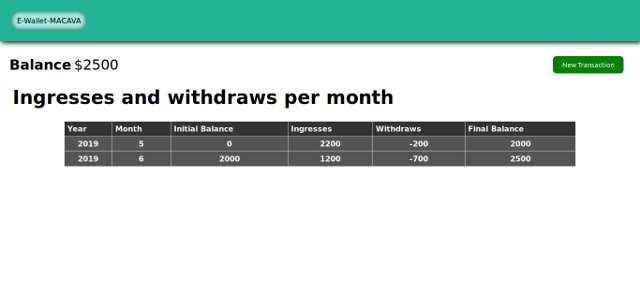 E-Wallet-MACAVA
Balance $2500
New Transaction
Ingresses and withdraws per month
Year Month Initial Balance Ingresses Withdraws Final Balance
2019 5 0 2200 -200 2000
2019 6 2000 1200 -700 2500